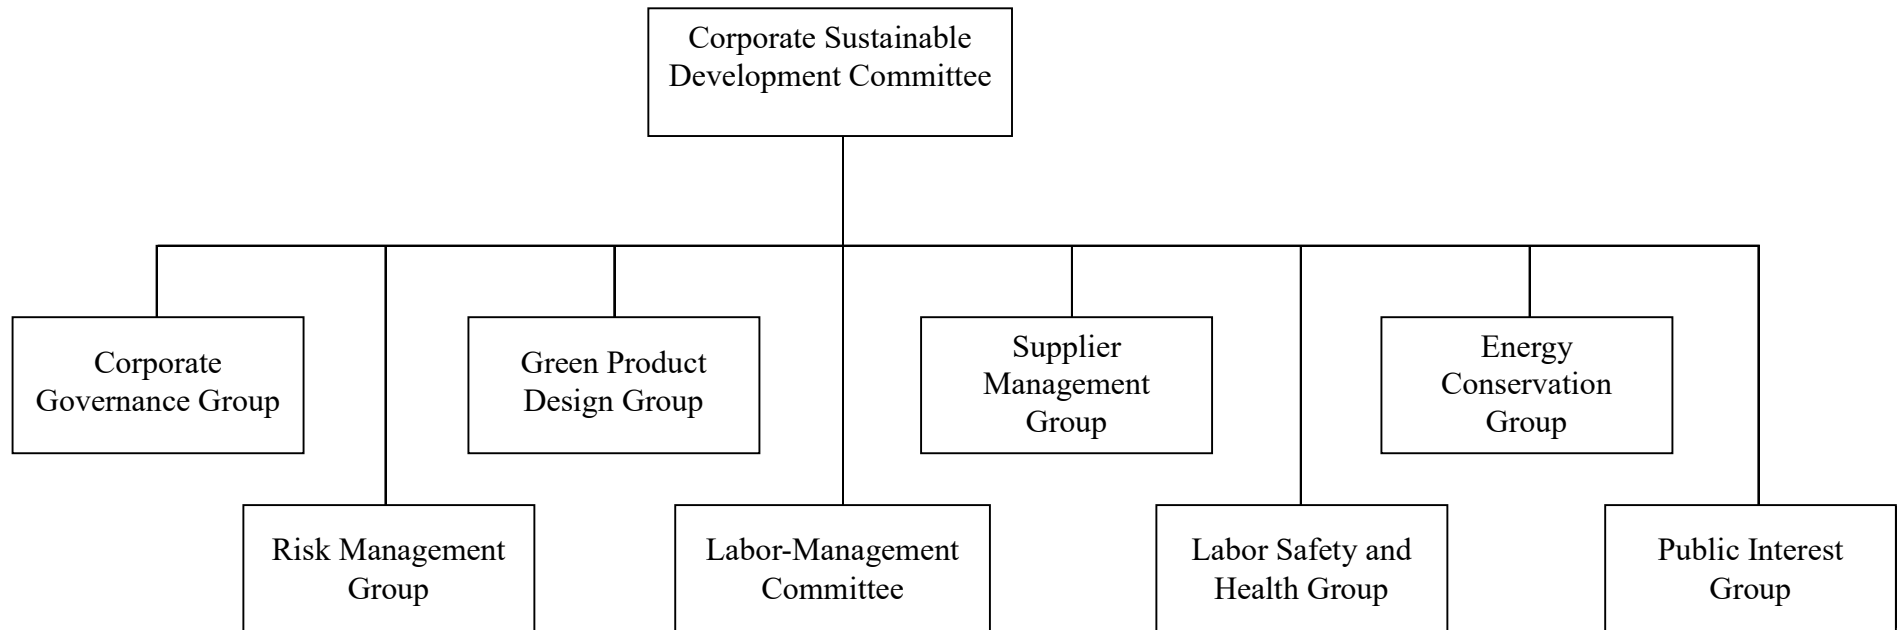 Corporate Sustainable
Development Committee
Corporate
Governance Group
Green Product
Design Group
Supplier
Management
Group
Energy
Conservation
Group
Risk Management
Group
Labor-Management
Committee
Labor Safety and
Health Group
Public Interest
Group